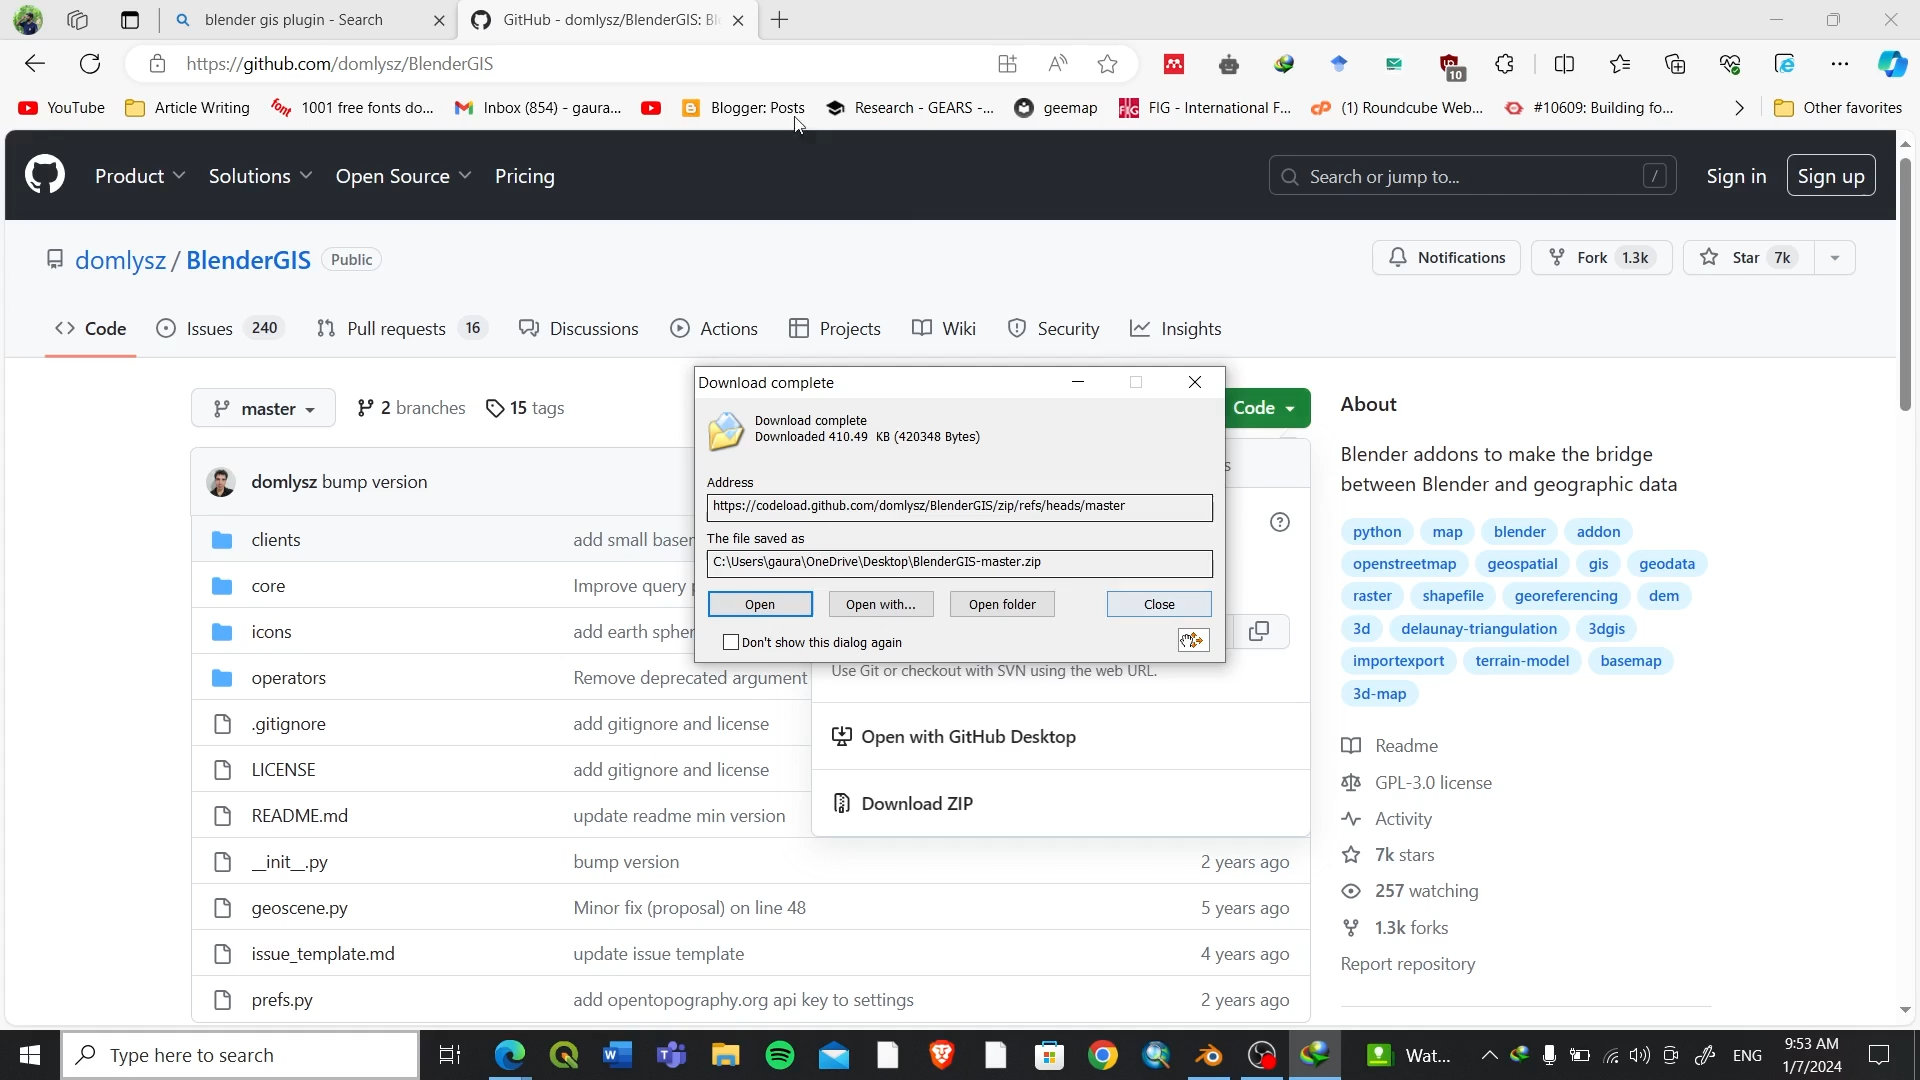 blender gis plugin - Search
GitHub - domlysz/BlenderGIS: Bl
https://github.com/domlysz/BlenderGIS
10
YouTube
Article Writing
1001 free fonts do...
Inbox (854) - gaura...
Blogger: Posts
Research - GEARS -...
geemap
FIG - International F...
(1) Roundcube Web...
#10609: Building fo...
Other favorites
Product
Solutions
Open Source
Pricing
Search or jump to...
/
Sign in
Sign up
domlysz / BlenderGIS
Public
Notifications
Fork 1.3k
Star 7k
Code
Issues 240
Pull requests 16
Discussions
Actions
Projects
Wiki
Security
Insights
master
2 branches
15 tags
Code
domlysz bump version
clients
add small baser
core
Improve query p
icons
add earth spher
operators
Remove deprecated argument
.gitignore
add gitignore and license
LICENSE
add gitignore and license
README.md
update readme min version
__init__.py
bump version
2 years ago
geoscene.py
Minor fix (proposal) on line 48
5 years ago
issue_template.md
update issue template
4 years ago
prefs.py
add opentopography.org api key to settings
2 years ago
Download complete
Download complete
Downloaded 410.49 KB (420348 Bytes)
Address
https://codeload.github.com/domlysz/BlenderGIS/zip/refs/heads/master
The file saved as
C:\Users\gaura\OneDrive\Desktop\BlenderGIS-master.zip
Open
Open with...
Open folder
Close
Don't show this dialog again
s
Use Git or checkout with SVN using the web URL.
Open with GitHub Desktop
Download ZIP
About
Blender addons to make the bridge
between Blender and geographic data
python
map
blender
addon
openstreetmap
geospatial
gis
geodata
raster
shapefile
georeferencing
dem
3d
delaunay-triangulation
3dgis
importexport
terrain-model
basemap
3d-map
Readme
GPL-3.0 license
Activity
7k stars
257 watching
1.3k forks
Report repository
Type here to search
Wat...
ENG
9:53 AM
1/7/2024